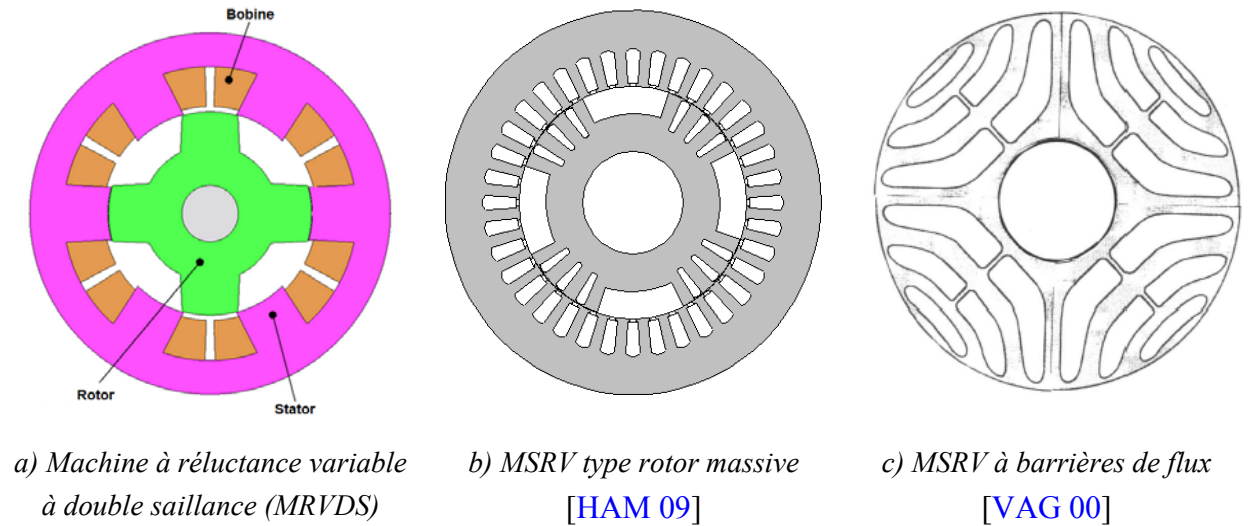 Bobine
Rotor
Stator
a) Machine à réluctance variable
à double saillance (MRVDS)
b) MSRV type rotor massive
[HAM 09]
c) MSRV à barrières de flux
[VAG 00]